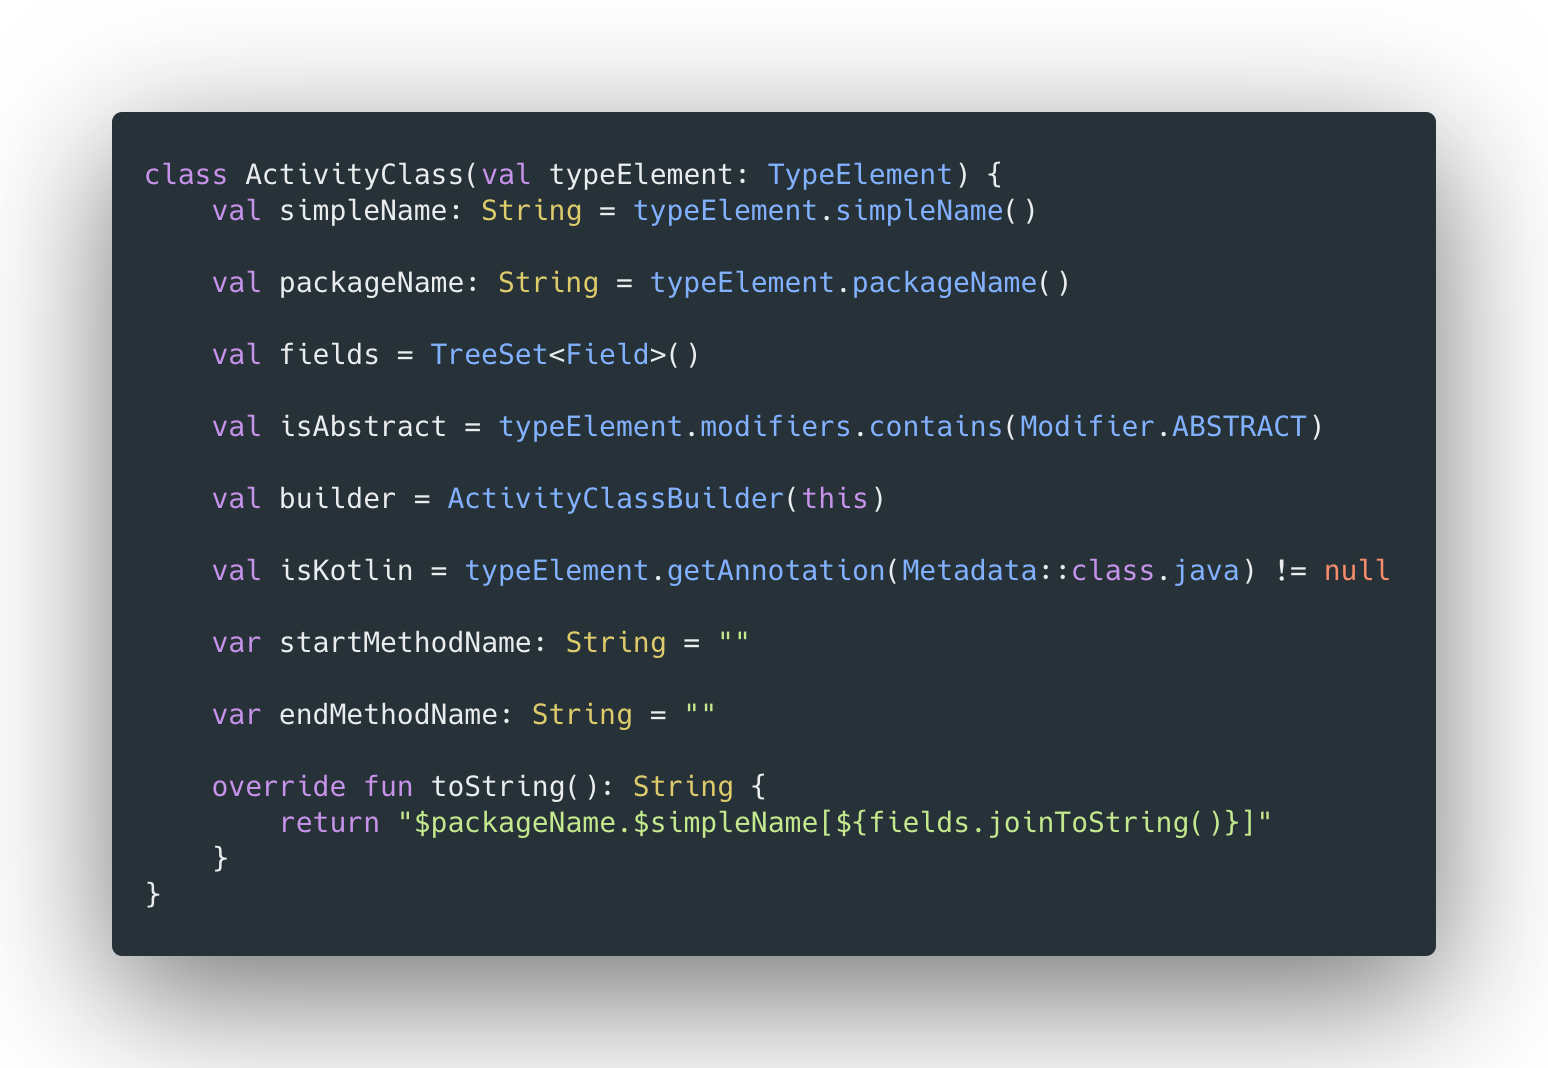 class ActivityClass(val typeElement: TypeElement) {
    val simpleName: String = typeElement.simpleName()
    val packageName: String = typeElement.packageName()
    val fields = TreeSet<Field>()
    val isAbstract = typeElement.modifiers.contains(Modifier.ABSTRACT)
    val builder = ActivityClassBuilder(this)
    val isKotlin = typeElement.getAnnotation(Metadata::class.java) != null
    var startMethodName: String = ""
    var endMethodName: String = ""
    override fun toString(): String {
        return "$packageName.$simpleName[${fields.joinToString()}]"
    }
}